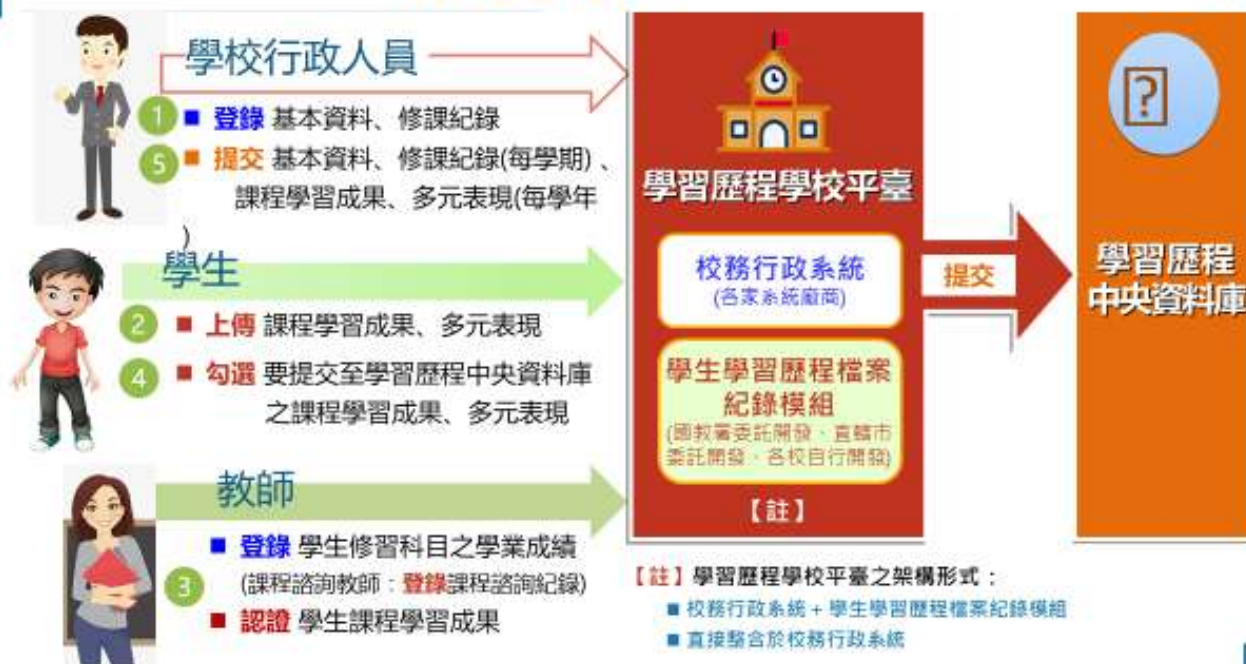 學校行政人員
1 ■ 登錄 基本資料、修課紀錄
5 ■ 提交 基本資料、修課紀錄(每學期)、
課程學習成果、多元表現(每學年
)
學生
2 ■ 上傳 課程學習成果、多元表現
4 ■ 勾選 要提交至學習歷程中央資料庫
之課程學習成果、多元表現
教師
■ 登錄 學生修習科目之學業成績
3 (課程諮詢教師：登錄課程諮詢紀錄)
■ 認證 學生課程學習成果
學習歷程學校平臺
校務行政系統
(各家系統廠商)
學生學習歷程檔案
紀錄模組
(國教署委託開發、直轄市
委託開發、各校自行開發)
【註】
提交
?
學習歷程
中央資料庫
【註】學習歷程學校平臺之架構形式：
■ 校務行政系統 + 學生學習歷程檔案紀錄模組
■ 直接整合於校務行政系統